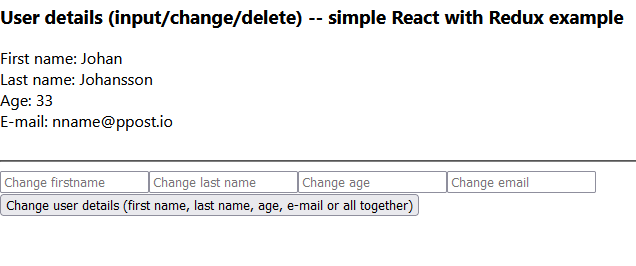 User details (input/change/delete) -- simple React with Redux example
First name: Johan
Last name: Johansson
Age: 33
E-mail: nname@ppost.io
Change firstname Change last name Change age Change email
Change user details (first name, last name, age, e-mail or all together)